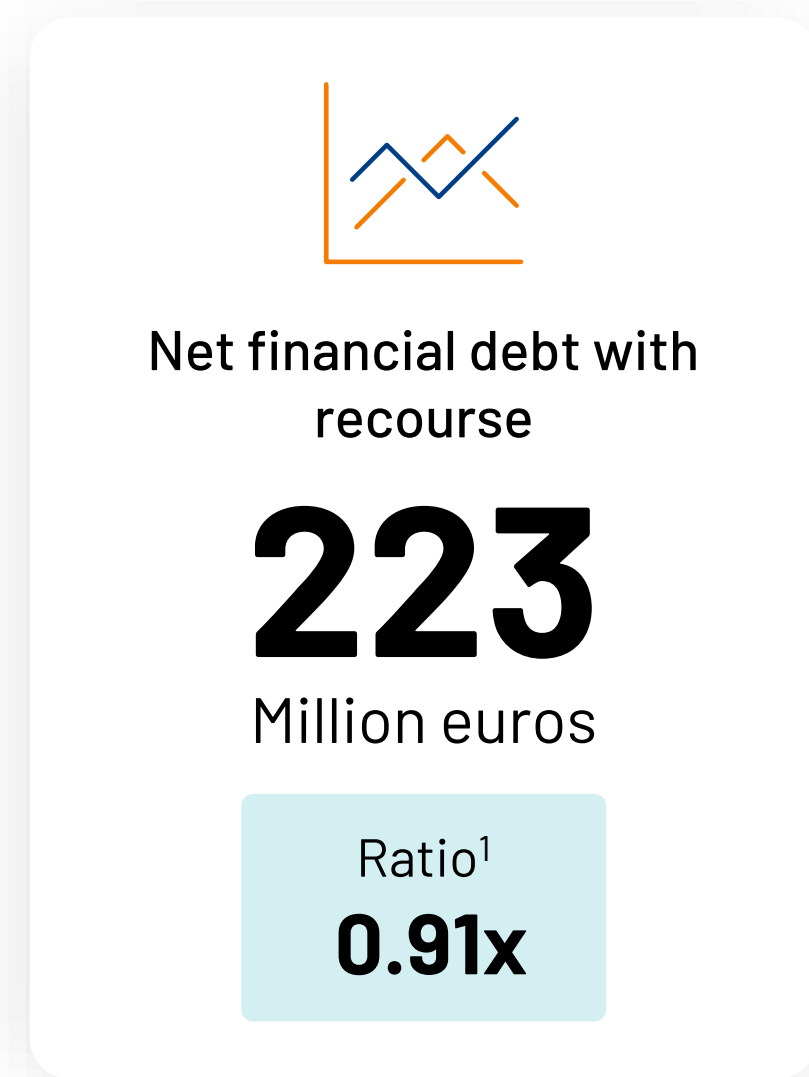 Net financial debt with
recourse
223
Million euros
Ratio¹
0.91x